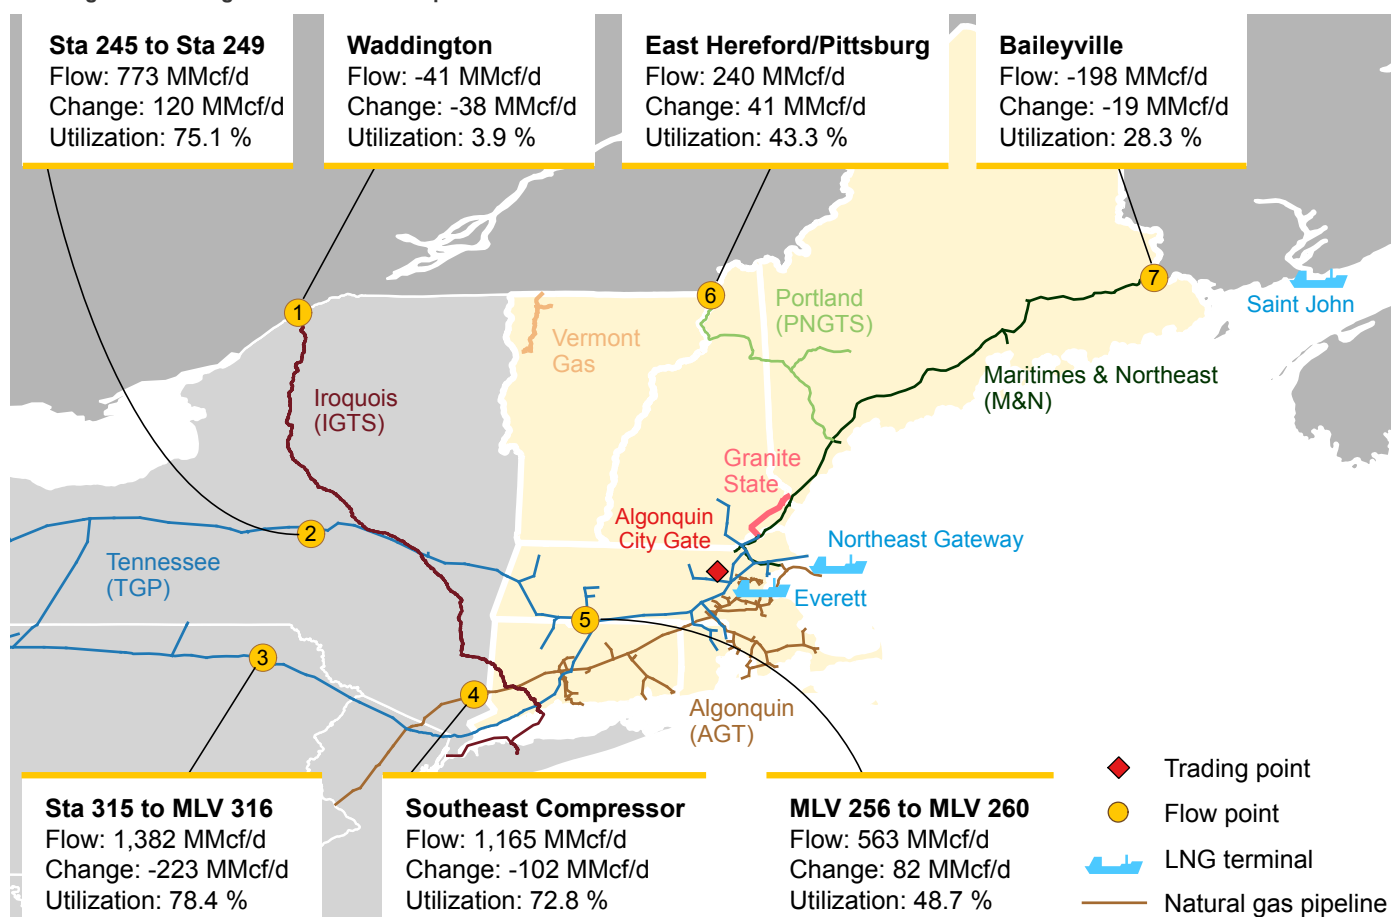 Sta 245 to Sta 249
Flow: 773 MMcf/d
Change: 120 MMcf/d
Utilization: 75.1 %
Waddington
Flow: -41 MMcf/d
Change: -38 MMcf/d
Utilization: 3.9 %
East Hereford/Pittsburg
Flow: 240 MMcf/d
Change: 41 MMcf/d
Utilization: 43.3 %
Baileyville
Flow: -198 MMcf/d
Change: -19 MMcf/d
Utilization: 28.3 %
1
6
7
Portland
(PNGTS)
Saint John
Vermont
Gas
Maritimes & Northeast
(M&N)
Iroquois
(IGTS)
Granite
State
Algonquin
City Gate
2
Northeast Gateway
Tennessee
(TGP)
Everett
5
3
4
Algonquin
(AGT)
Sta 315 to MLV 316
Flow: 1,382 MMcf/d
Change: -223 MMcf/d
Utilization: 78.4 %
Southeast Compressor
Flow: 1,165 MMcf/d
Change: -102 MMcf/d
Utilization: 72.8 %
MLV 256 to MLV 260
Flow: 563 MMcf/d
Change: 82 MMcf/d
Utilization: 48.7 %
Trading point
Flow point
LNG terminal
Natural gas pipeline